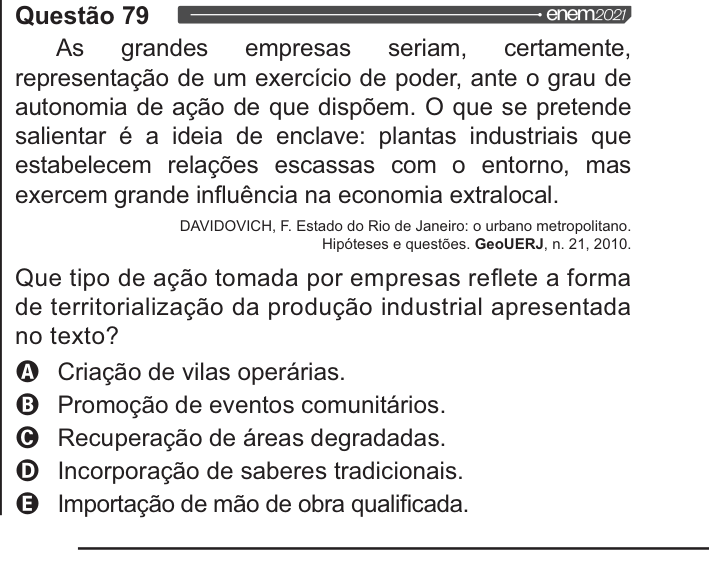 Questão 79
enem2021
As grandes empresas seriam, certamente,
representação de um exercício de poder, ante o grau de
autonomia de ação de que dispõem. O que se pretende
salientar é a ideia de enclave: plantas industriais que
estabelecem relações escassas com o entorno, mas
exercem grande influência na economia extralocal.
DAVIDOVICH, F. Estado do Rio de Janeiro: o urbano metropolitano.
Hipóteses e questões. GeoUERJ, n. 21, 2010.
Que tipo de ação tomada por empresas reflete a forma
de territorialização da produção industrial apresentada
no texto?
A Criação de vilas operárias.
B Promoção de eventos comunitários.
C Recuperação de áreas degradadas.
D Incorporação de saberes tradicionais.
E Importação de mão de obra qualificada.